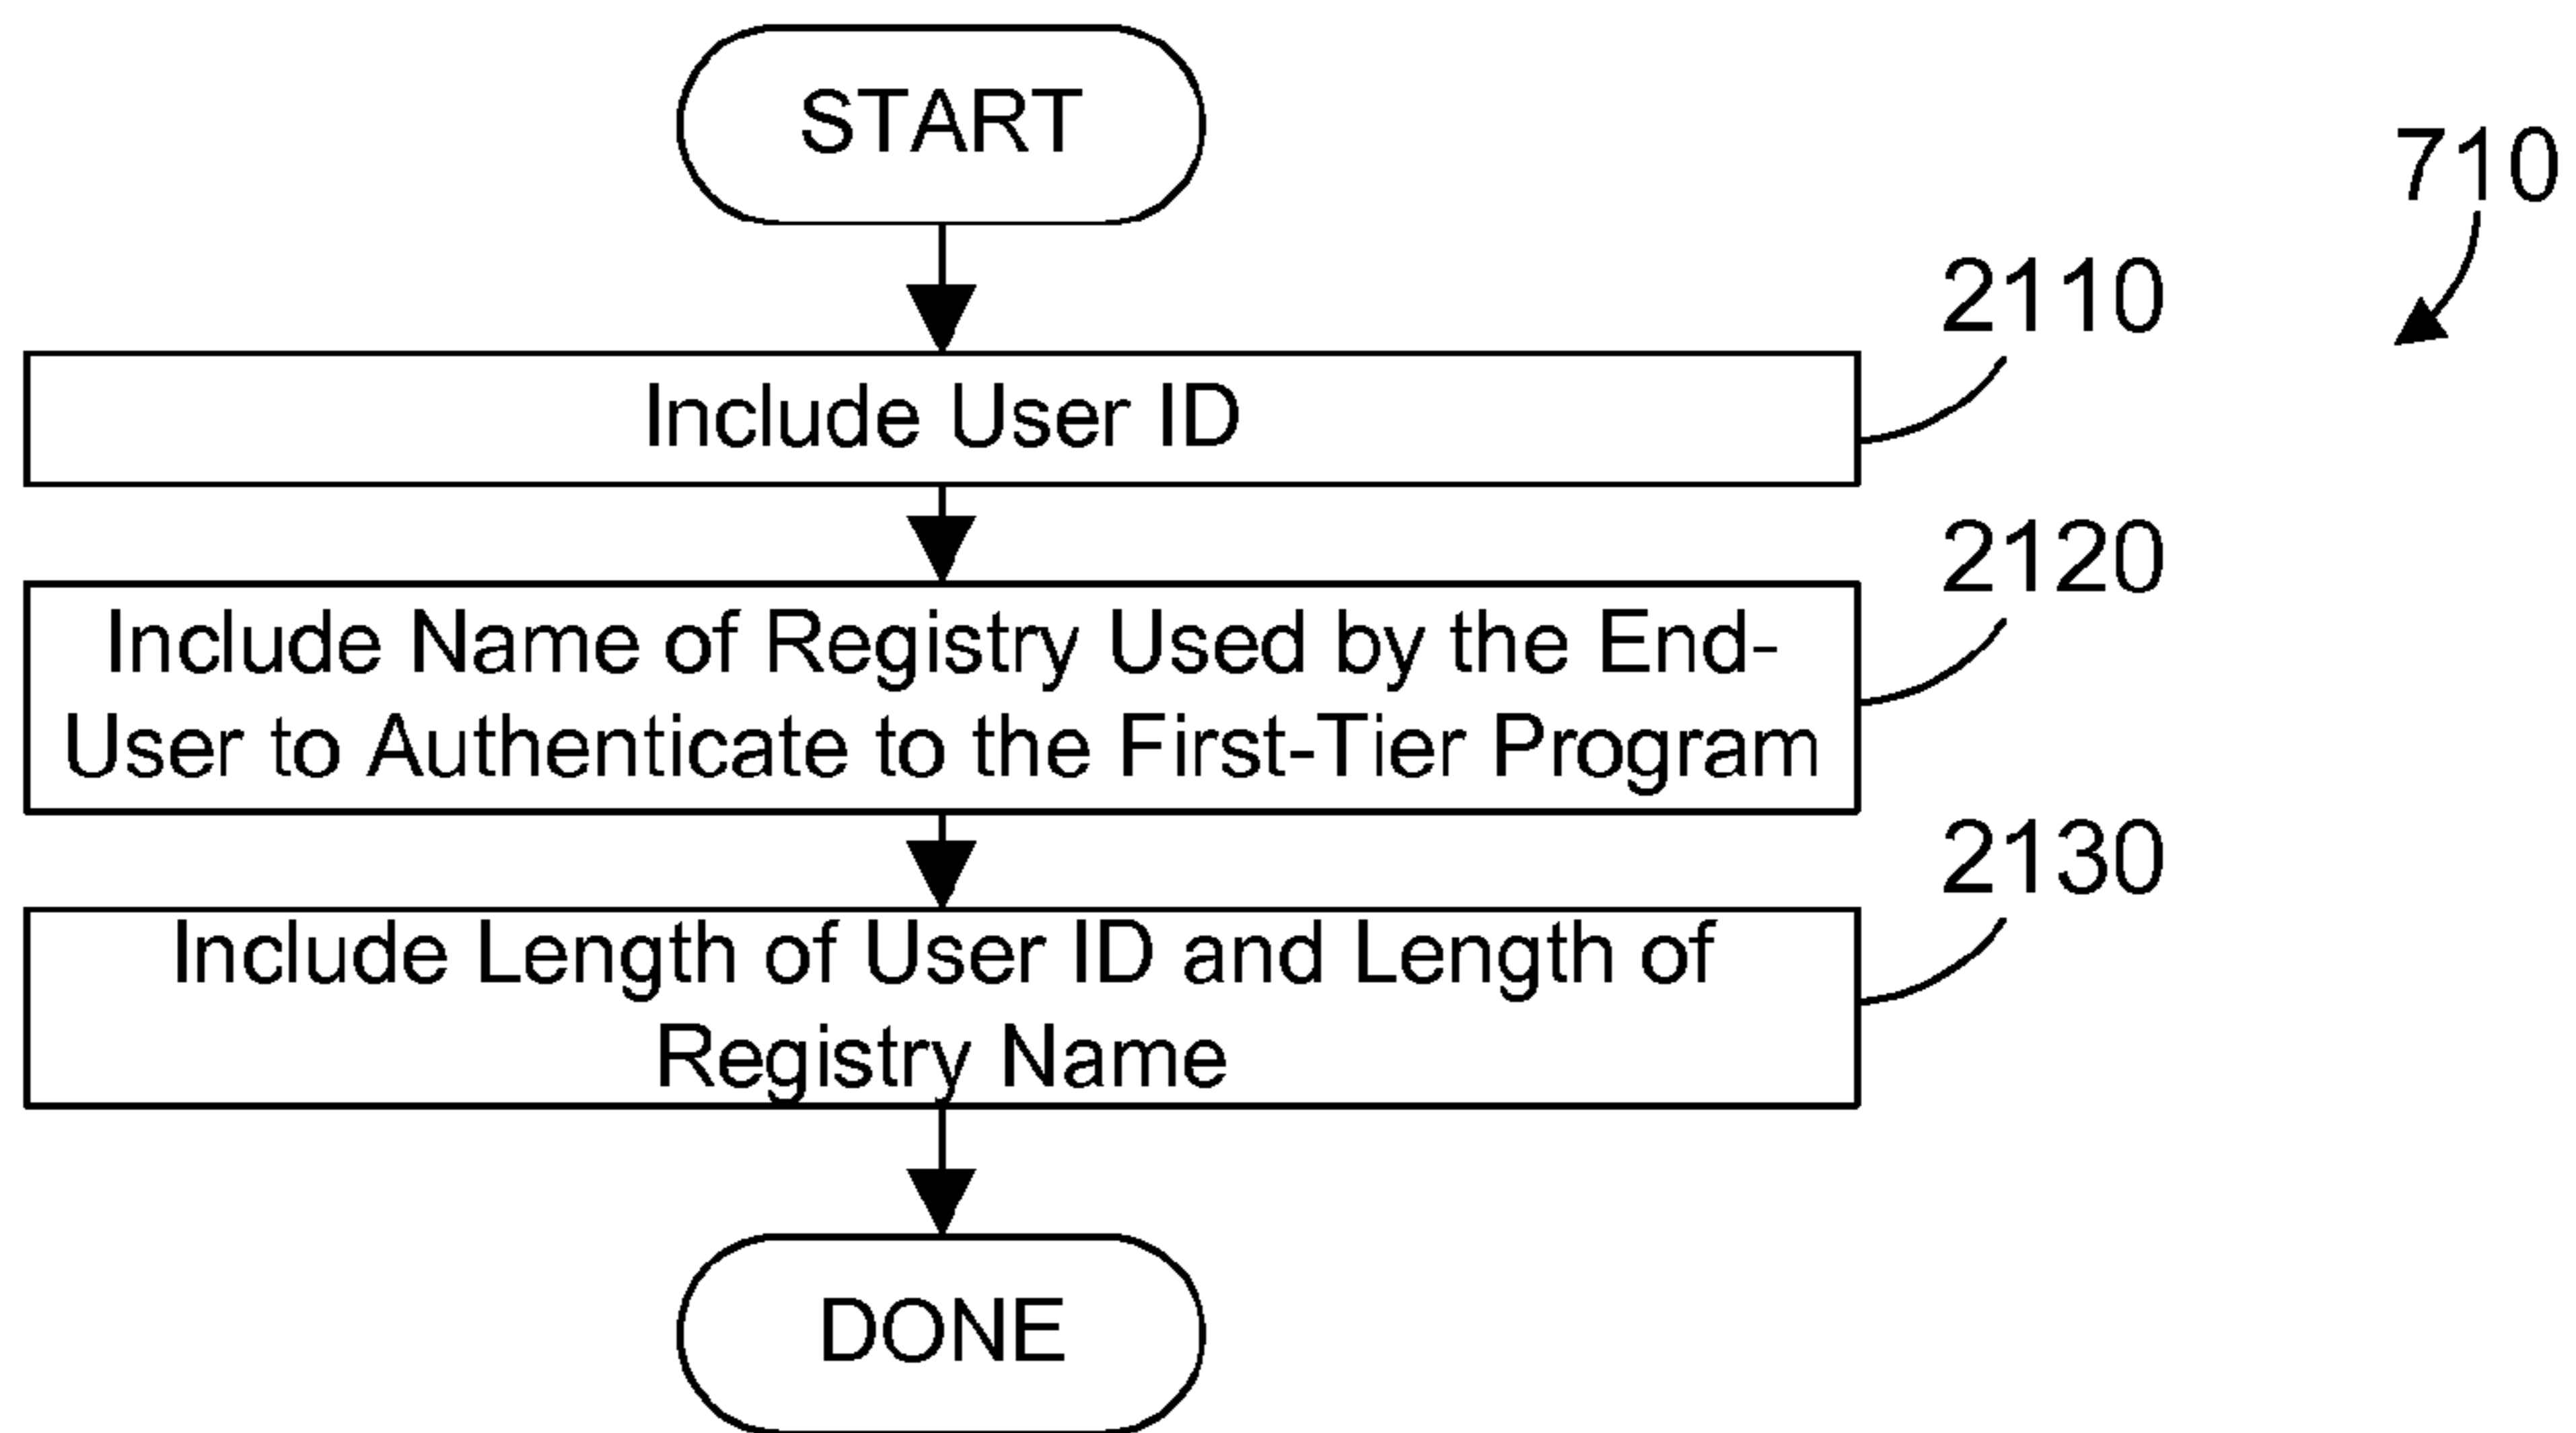 START
710
2110
Include User ID
2120
Include Name of Registry Used by the End-
User to Authenticate to the First-Tier Program
2130
Include Length of User ID and Length of
Registry Name
DONE